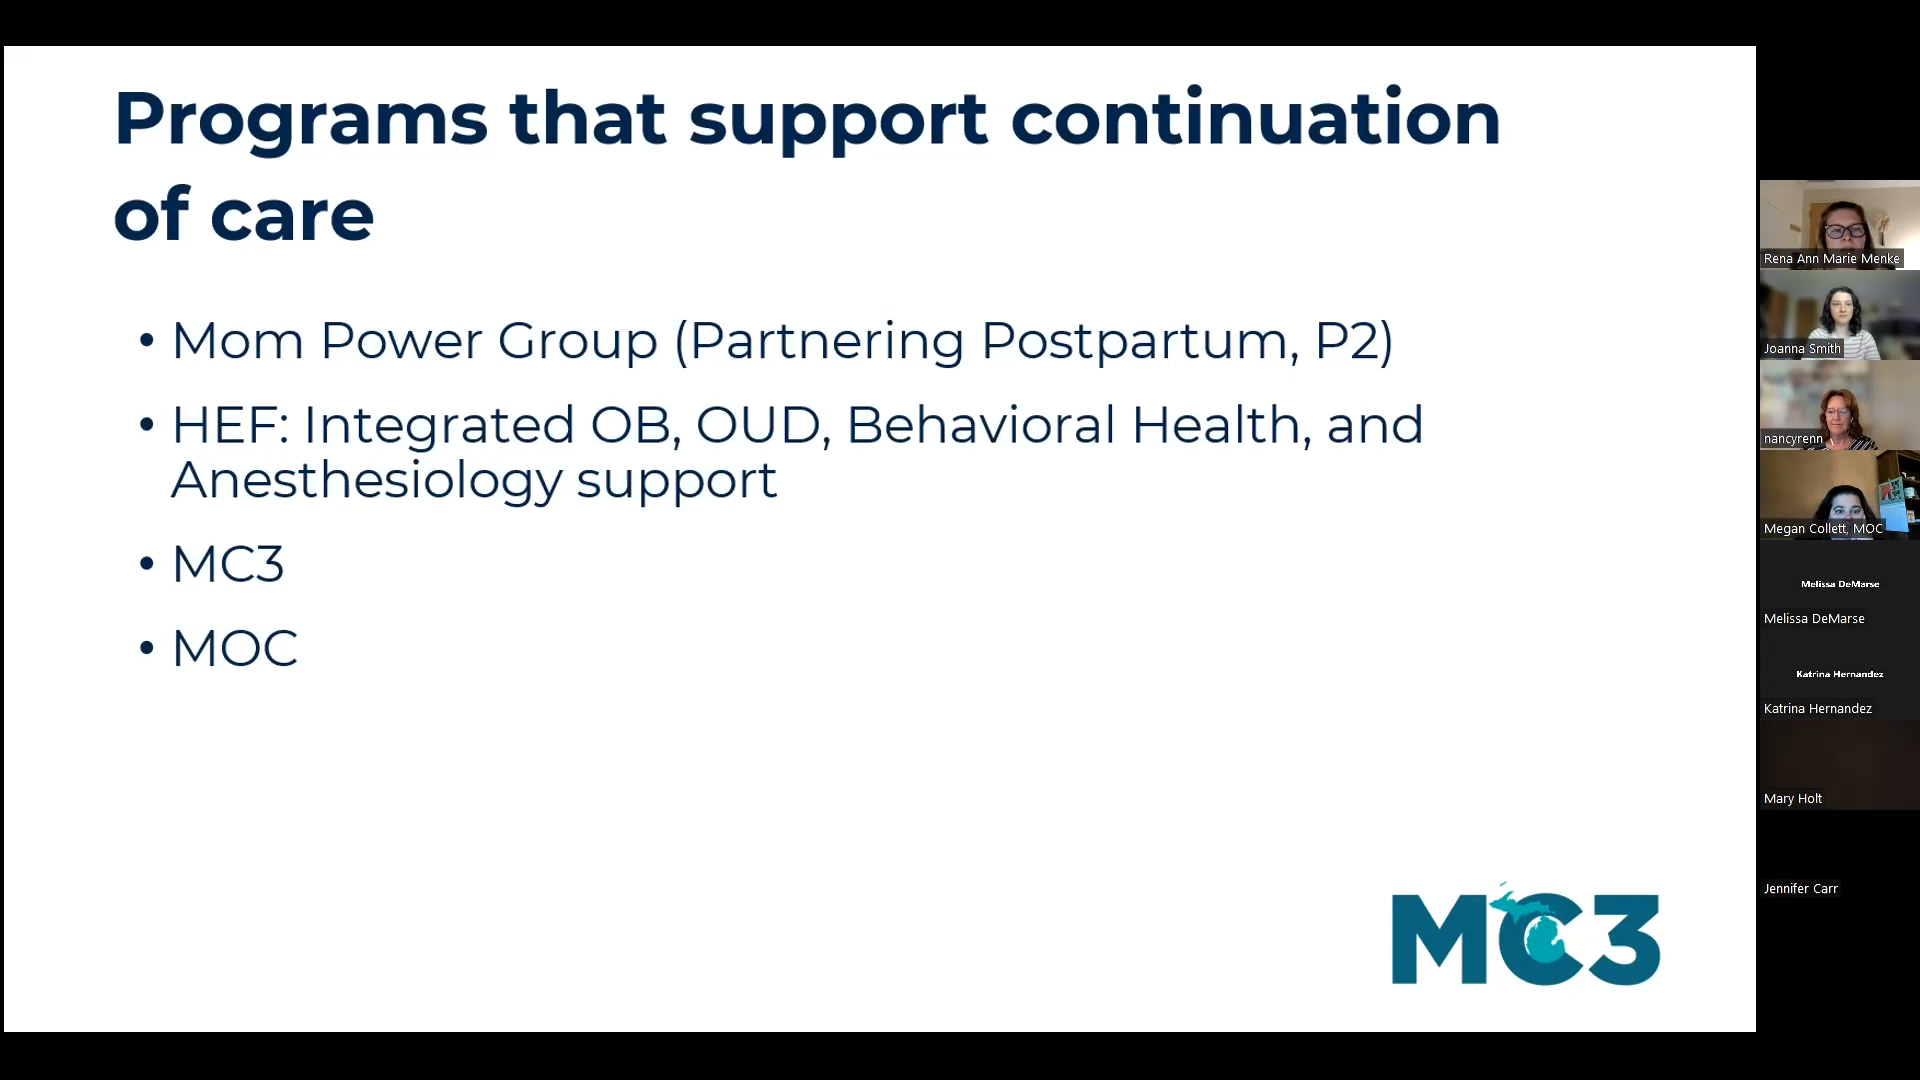 Programs that support continuation
of care
• Mom Power Group (Partnering Postpartum, P2)
• HEF: Integrated OB, OUD, Behavioral Health, and
Anesthesiology support
• MC3
• MOC
MC3
Rena Ann Marie Menke
Joanna Smith
nancyrenn
Megan Collett, MOC
Melissa DeMarse
Melissa DeMarse
Katrina Hernandez
Katrina Hernandez
Mary Holt
Jennifer Carr